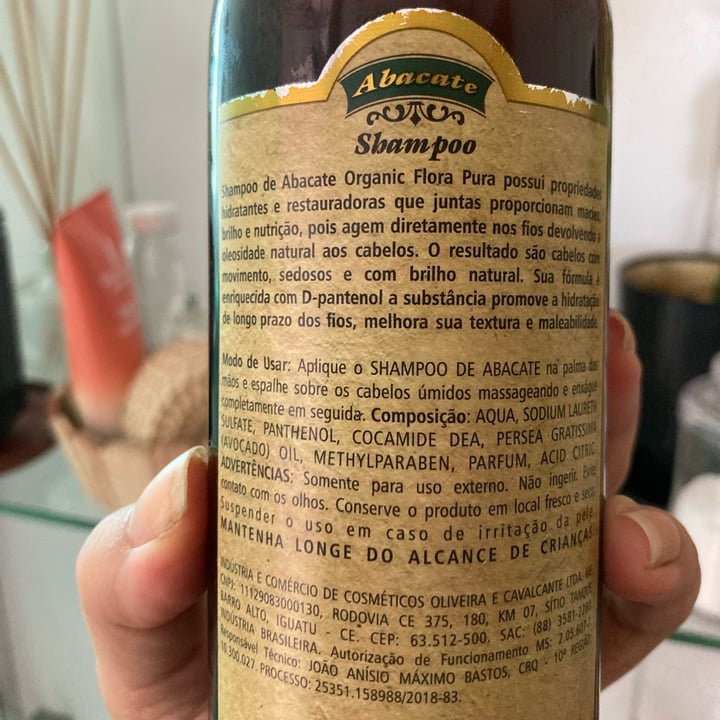 Abacate
Shampoo
Shampoo de Abacate Organic Flora Pura possui propriedades
hidratantes e restauradoras que juntas proporcionam maciez,
brilho e nutrição, pois agem diretamente nos fios devolvendo a
oleosidade natural aos cabelos. O resultado são cabelos com
movimento, sedosos e com brilho natural. Sua fórmula é
enriquecida com D-pantenol a substância promove a hidratação
de longo prazo dos fios, melhora sua textura e maleabilidade.
Modo de Usar: Aplique o SHAMPOO DE ABACATE na palma das
mãos e espalhe sobre os cabelos úmidos massageando e enxágue
completamente em seguida. Composição: AQUA, SODIUM LAURETH
SULFATE, PANTHENOL, COCAMIDE DEA, PERSEA GRATISSIMA
(AVOCADO) OIL, METHYLPARABEN, PARFUM, ACID CITRIC.
ADVERTÊNCIAS: Somente para uso externo. Não ingerir. Evite
contato com os olhos. Conserve o produto em local fresco e seco.
Suspender o uso em caso de irritação da pele.
MANTENHA LONGE DO ALCANCE DE CRIANÇAS.
INDÚSTRIA E COMÉRCIO DE COSMÉTICOS OLIVEIRA E CAVALCANTE LTDA. ME.
CNPJ: 11129083000130, RODOVIA CE 375, 180, KM 07, SÍTIO TANQUE,
BARRO ALTO, IGUATU - CE. CEP: 63.512-500. SAC: (88)
INDÚSTRIA BRASILEIRA. Autorização de Funcionamento MS:
Responsável Técnico: JOÃO ANÍSIO MÁXIMO BASTOS, CRQ - 10ª REGIÃO
10.300.027 PROCESSO: 25351.158988/2018-83.